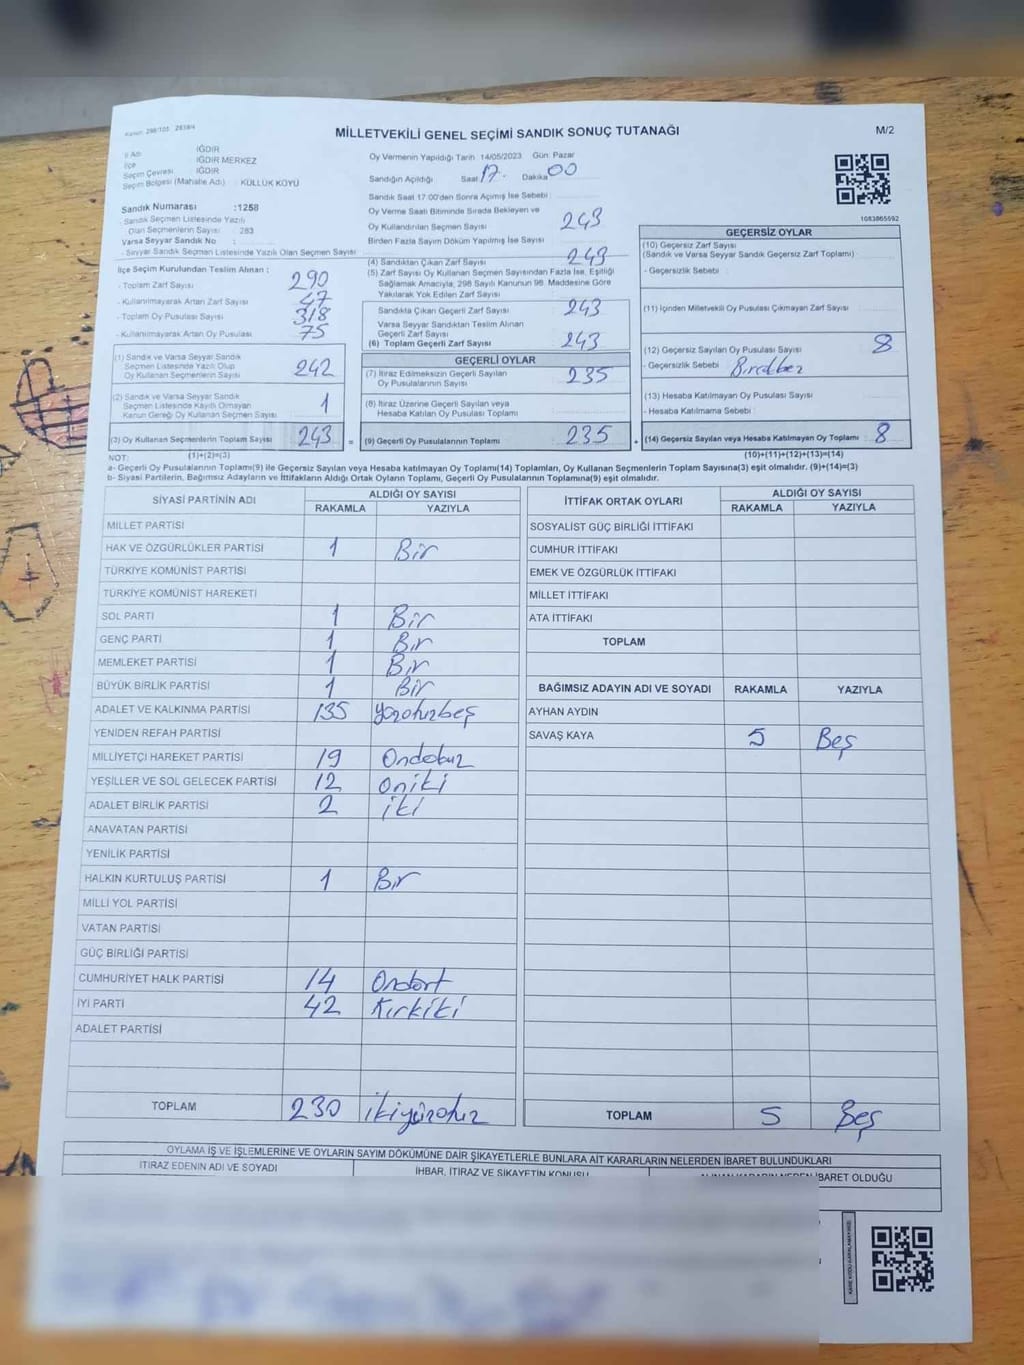 Kanun: 298/105 2839/4
MİLLETVEKİLİ GENEL SEÇİMİ SANDIK SONUÇ TUTANAĞI
M/2
İl Adı IĞDIR
İlçe IĞDIR MERKEZ
Seçim Çevresi IĞDIR
Seçim Bölgesi (Mahalle Adı) : KÜLLÜK KÖYÜ
Sandık Numarası :1258
- Sandık Seçmen Listesinde Yazılı
Olan Seçmenlerin Sayısı : 283
Varsa Seyyar Sandık No :
- Seyyar Sandık Seçmen Listesinde Yazılı Olan Seçmen Sayısı
İlçe Seçim Kurulundan Teslim Alınan :
- Toplam Zarf Sayısı 290
- Kullanılmayarak Artan Zarf Sayısı 47
- Toplam Oy Pusulası Sayısı 318
- Kullanılmayarak Artan Oy Pusulası 75
(1) Sandık ve Varsa Seyyar Sandık
Seçmen Listesinde Yazılı Olup
Oy Kullanan Seçmenlerin Sayısı 242
(2) Sandık ve Varsa Seyyar Sandık
Seçmen Listesinde Kayıtlı Olmayan
Kanun Gereği Oy Kullanan Seçmen Sayısı 1
(3) Oy Kullanan Seçmenlerin Toplam Sayısı 243 =
Oy Vermenin Yapıldığı Tarih 14/05/2023 Gün: Pazar
Sandığın Açıldığı Saat 17 Dakika 00
Sandık Saat 17:00'den Sonra Açılmış İse Sebebi :
Oy Verme Saati Bitiminde Sırada Bekleyen ve
Oy Kullandırılan Seçmen Sayısı 243
Birden Fazla Sayım Döküm Yapılmış İse Sayısı
(4) Sandıktan Çıkan Zarf Sayısı 243
(5) Zarf Sayısı Oy Kullanan Seçmen Sayısından Fazla İse, Eşitliği
Sağlamak Amacıyla, 298 Sayılı Kanunun 98. Maddesine Göre
Yakılarak Yok Edilen Zarf Sayısı
Sandıkta Çıkan Geçerli Zarf Sayısı 243
Varsa Seyyar Sandıktan Teslim Alınan
Geçerli Zarf Sayısı
(6) Toplam Geçerli Zarf Sayısı 243
GEÇERLİ OYLAR
(7) İtiraz Edilmeksizin Geçerli Sayılan
Oy Pusulalarının Sayısı 235
(8) İtiraz Üzerine Geçerli Sayılan veya
Hesaba Katılan Oy Pusulası Toplamı
(9) Geçerli Oy Pusulalarının Toplamı 235
1083865592
GEÇERSİZ OYLAR
(10) Geçersiz Zarf Sayısı
(Sandık ve Varsa Seyyar Sandık Geçersiz Zarf Toplamı)
- Geçersizlik Sebebi
(11) İçinden Milletvekili Oy Pusulası Çıkmayan Zarf Sayısı
(12) Geçersiz Sayılan Oy Pusulası Sayısı 8
- Geçersizlik Sebebi
(13) Hesaba Katılmayan Oy Pusulası Sayısı
- Hesaba Katılmama Sebebi
(14) Geçersiz Sayılan veya Hesaba Katılmayan Oy Toplamı 8
NOT: (1)+(2)=(3) (10)+(11)+(12)+(13)=(14)
a- Geçerli Oy Pusulalarının Toplamı(9) ile Geçersiz Sayılan veya Hesaba Katılmayan Oy Toplamı(14) Toplamları, Oy Kullanan Seçmenlerin Toplam Sayısına(3) eşit olmalıdır. (9)+(14)=(3)
b- Siyasi Partilerin, Bağımsız Adayların ve İttifakların Aldığı Ortak Oyların Toplamı, Geçerli Oy Pusulalarının Toplamına(9) eşit olmalıdır.
SİYASİ PARTİNİN ADI ALDIĞI OY SAYISI
RAKAMLA YAZIYLA
MİLLET PARTİSİ
HAK VE ÖZGÜRLÜKLER PARTİSİ 1 Bir
TÜRKİYE KOMÜNİST PARTİSİ
TÜRKİYE KOMÜNİST HAREKETİ
SOL PARTİ 1 Bir
GENÇ PARTİ 1 Bir
MEMLEKET PARTİSİ 1 Bir
BÜYÜK BİRLİK PARTİSİ 1 Bir
ADALET VE KALKINMA PARTİSİ 135 yüzotuzbeş
YENİDEN REFAH PARTİSİ
MİLLİYETÇİ HAREKET PARTİSİ 19 Ondokuz
YEŞİLLER VE SOL GELECEK PARTİSİ 12 oniki
ADALET BİRLİK PARTİSİ 2 iki
ANAVATAN PARTİSİ
YENİLİK PARTİSİ
HALKIN KURTULUŞ PARTİSİ 1 Bir
MİLLİ YOL PARTİSİ
VATAN PARTİSİ
GÜÇ BİRLİĞİ PARTİSİ
CUMHURİYET HALK PARTİSİ 14 Ondört
İYİ PARTİ 42 Kırkiki
ADALET PARTİSİ
TOPLAM 230 ikiyüzotuz
İTTİFAK ORTAK OYLARI ALDIĞI OY SAYISI
RAKAMLA YAZIYLA
SOSYALİST GÜÇ BİRLİĞİ İTTİFAKI
CUMHUR İTTİFAKI
EMEK VE ÖZGÜRLÜK İTTİFAKI
MİLLET İTTİFAKI
ATA İTTİFAKI
TOPLAM
BAĞIMSIZ ADAYIN ADI VE SOYADI RAKAMLA YAZIYLA
AYHAN AYDIN
SAVAŞ KAYA 5 Beş
TOPLAM 5 Beş
OYLAMA İŞ VE İŞLEMLERİNE VE OYLARIN SAYIM DÖKÜMÜNE DAİR ŞİKAYETLERLE BUNLARA AİT KARARLARIN NELERDEN İBARET BULUNDUKLARI
İTİRAZ EDENİN ADI VE SOYADI İHBAR, İTİRAZ VE ŞİKAYETİN KONUSU ALINAN KARARIN NEDEN İBARET OLDUĞU